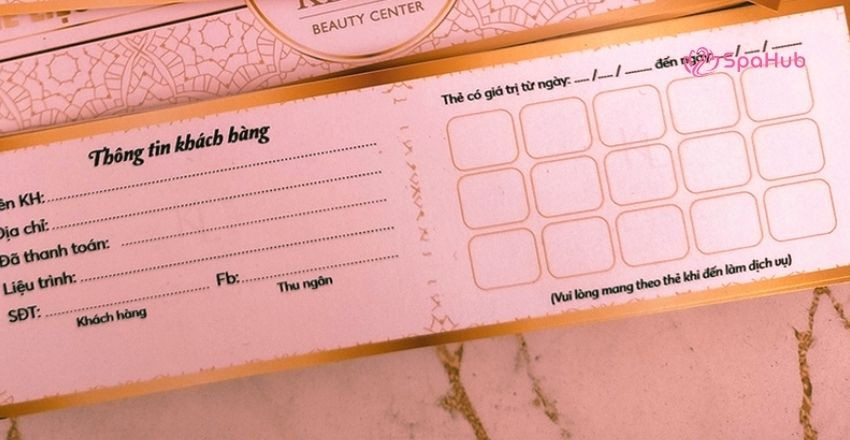 BEAUTY CENTER
SpaHub
Thông tin khách hàng
ên KH:
Địa chỉ:
Đã thanh toán:
Liệu trình:
SĐT: Fb:
Khách hàng Thu ngân
Thẻ có giá trị từ ngày: ..... /..... / ........ đến ngày ..... / ..... / ........
(Vui lòng mang theo thẻ khi đến làm dịch vụ)